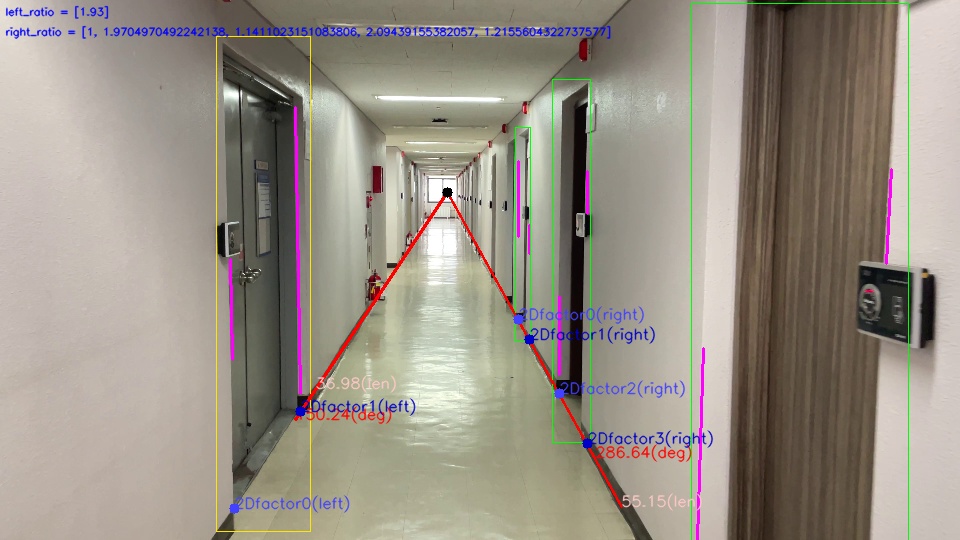 left_ratio = [1.93]
right_ratio = [1, 1.9704970492242138, 1.1411023151083806, 2.09439155382057, 1.2155604322737577]
2Dfactor0(right)
2Dfactor1(right)
36.98(len)
2Dfactor2(right)
Dfactor1(left)
50.24(deg)
2Dfactor3(right)
286.64(deg)
2Dfactor0(left)
55.15(len)